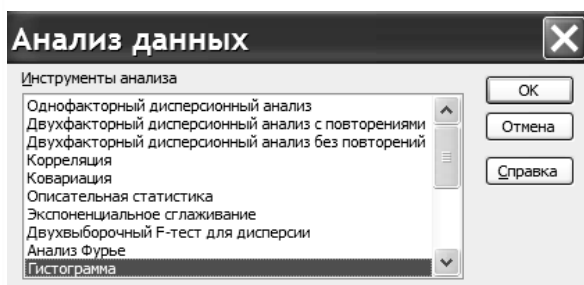 Анализ данных
Инструменты анализа
Однофакторный дисперсионный анализ
Двухфакторный дисперсионный анализ с повторениями
Двухфакторный дисперсионный анализ без повторений
Корреляция
Ковариация
Описательная статистика
Экспоненциальное сглаживание
Двухвыборочный F-тест для дисперсии
Анализ Фурье
Гистограмма
OK
Отмена
Справка